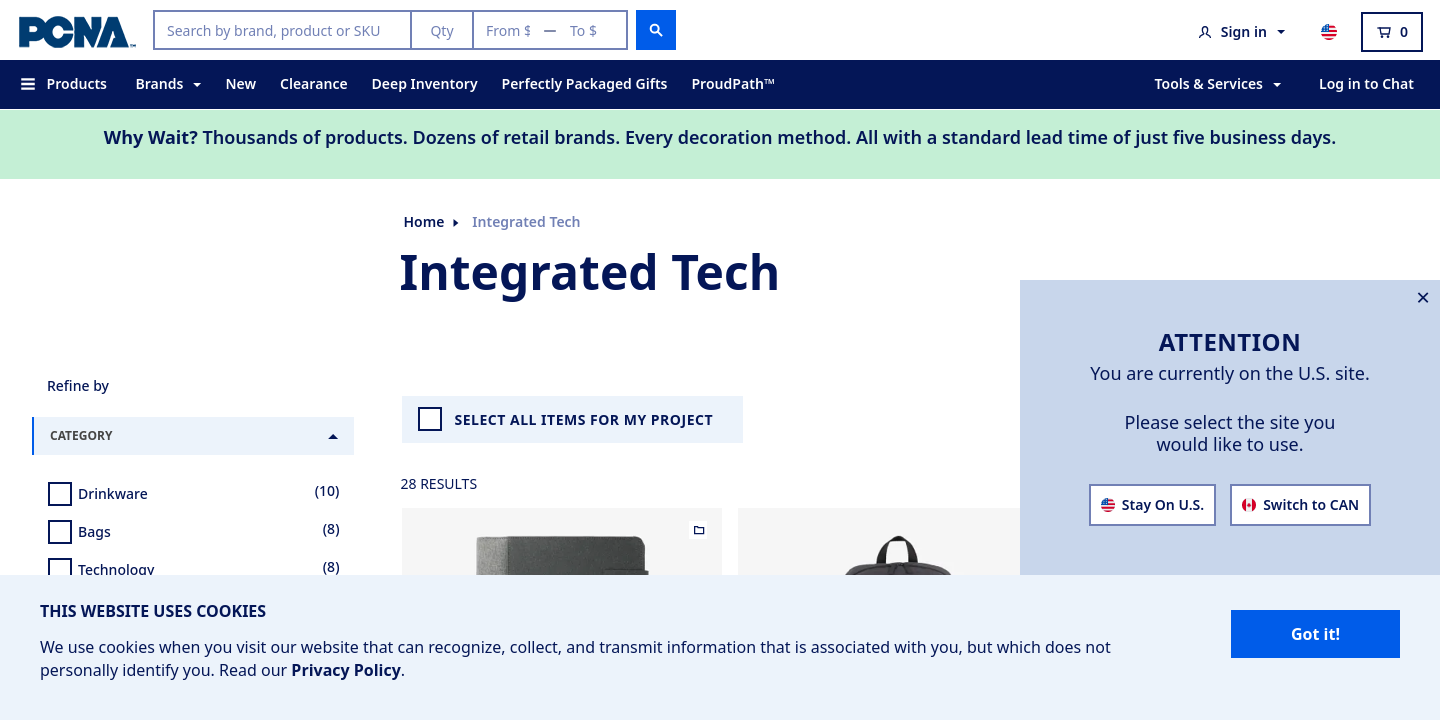 PCNA
Search by brand, product or SKU
Qty
From $
—
To $
Sign in
0
Products
Brands
New
Clearance
Deep Inventory
Perfectly Packaged Gifts
ProudPath™
Tools & Services
Log in to Chat
Why Wait? Thousands of products. Dozens of retail brands. Every decoration method. All with a standard lead time of just five business days.
Home
Integrated Tech
Integrated Tech
ATTENTION
You are currently on the U.S. site.
Please select the site you
would like to use.
Stay On U.S.
Switch to CAN
Refine by
CATEGORY
Drinkware (10)
Bags (8)
Technology (8)
SELECT ALL ITEMS FOR MY PROJECT
28 RESULTS
THIS WEBSITE USES COOKIES
We use cookies when you visit our website that can recognize, collect, and transmit information that is associated with you, but which does not
personally identify you. Read our Privacy Policy.
Got it!